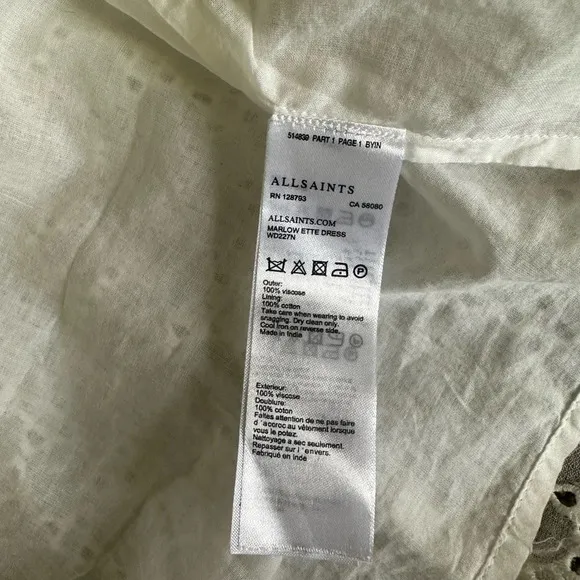 514839 PART 1 PAGE 1 BYIN
ALLSAINTS
RN 128793 CA 56080
ALLSAINTS.COM
MARLOW ETTE DRESS
WD227N
P
Outer:
100% viscose
Lining:
100% cotton
Take care when wearing to avoid
snagging. Dry clean only.
Cool iron on reverse side.
Made in India
Exterieur:
100% viscose
Doublure:
100% coton
Faites attention de ne pas faire
d 'accroc au vêtement lorsque
vous le potez.
Nettoyage a sec seulement.
Repasser sur l 'envers.
Fabriqué en inde